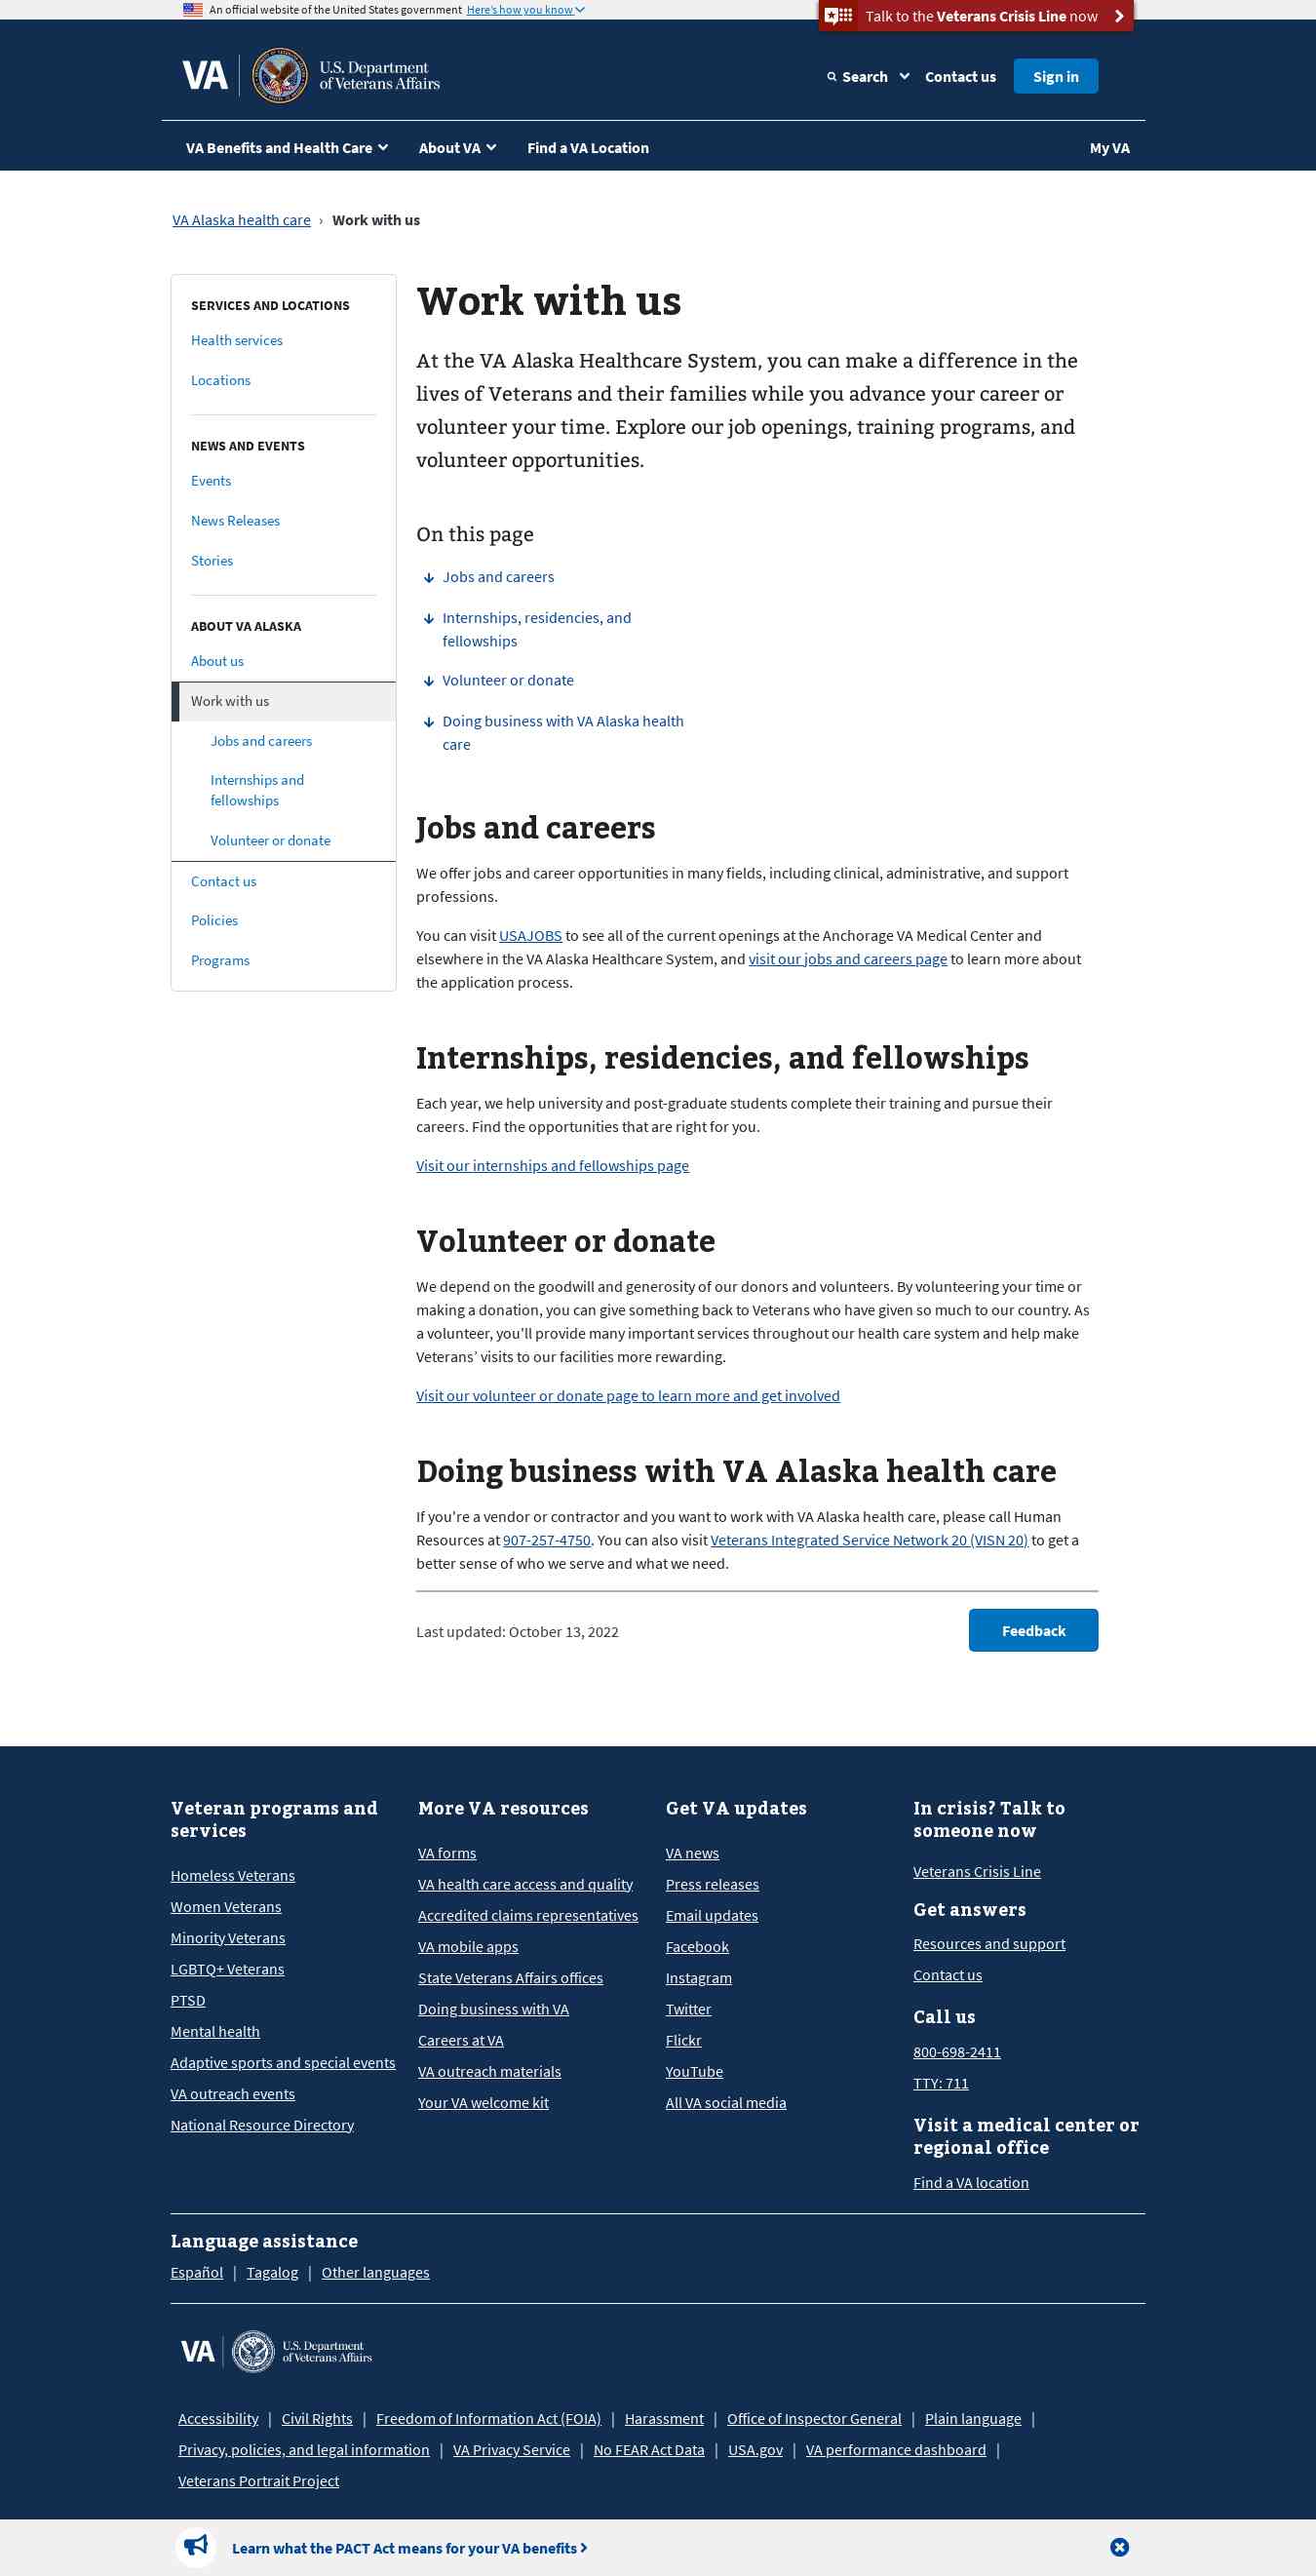 An official website of the United States government Here's how you know
Talk to the Veterans Crisis Line now
VA
U.S. Department
of Veterans Affairs
Search Contact us Sign in
VA Benefits and Health Care About VA Find a VA Location My VA
VA Alaska health care › Work with us
SERVICES AND LOCATIONS
Health services
Locations
NEWS AND EVENTS
Events
News Releases
Stories
ABOUT VA ALASKA
About us
Work with us
Jobs and careers
Internships and
fellowships
Volunteer or donate
Contact us
Policies
Programs
Work with us
At the VA Alaska Healthcare System, you can make a difference in the
lives of Veterans and their families while you advance your career or
volunteer your time. Explore our job openings, training programs, and
volunteer opportunities.
On this page
Jobs and careers
Internships, residencies, and
fellowships
Volunteer or donate
Doing business with VA Alaska health
care
Jobs and careers
We offer jobs and career opportunities in many fields, including clinical, administrative, and support
professions.
You can visit USAJOBS to see all of the current openings at the Anchorage VA Medical Center and
elsewhere in the VA Alaska Healthcare System, and visit our jobs and careers page to learn more about
the application process.
Internships, residencies, and fellowships
Each year, we help university and post-graduate students complete their training and pursue their
careers. Find the opportunities that are right for you.
Visit our internships and fellowships page
Volunteer or donate
We depend on the goodwill and generosity of our donors and volunteers. By volunteering your time or
making a donation, you can give something back to Veterans who have given so much to our country. As
a volunteer, you'll provide many important services throughout our health care system and help make
Veterans’ visits to our facilities more rewarding.
Visit our volunteer or donate page to learn more and get involved
Doing business with VA Alaska health care
If you're a vendor or contractor and you want to work with VA Alaska health care, please call Human
Resources at 907-257-4750. You can also visit Veterans Integrated Service Network 20 (VISN 20) to get a
better sense of who we serve and what we need.
Last updated: October 13, 2022
Feedback
Veteran programs and
services
Homeless Veterans
Women Veterans
Minority Veterans
LGBTQ+ Veterans
PTSD
Mental health
Adaptive sports and special events
VA outreach events
National Resource Directory
More VA resources
VA forms
VA health care access and quality
Accredited claims representatives
VA mobile apps
State Veterans Affairs offices
Doing business with VA
Careers at VA
VA outreach materials
Your VA welcome kit
Get VA updates
VA news
Press releases
Email updates
Facebook
Instagram
Twitter
Flickr
YouTube
All VA social media
In crisis? Talk to
someone now
Veterans Crisis Line
Get answers
Resources and support
Contact us
Call us
800-698-2411
TTY: 711
Visit a medical center or
regional office
Find a VA location
Language assistance
Español | Tagalog | Other languages
VA
U.S. Department
of Veterans Affairs
Accessibility | Civil Rights | Freedom of Information Act (FOIA) | Harassment | Office of Inspector General | Plain language |
Privacy, policies, and legal information | VA Privacy Service | No FEAR Act Data | USA.gov | VA performance dashboard |
Veterans Portrait Project
Learn what the PACT Act means for your VA benefits